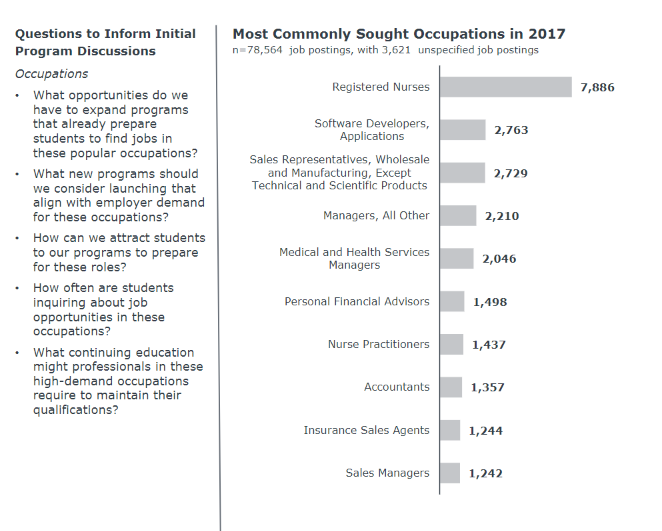 Questions to Inform Initial
Program Discussions
Occupations
• What opportunities do we
have to expand programs
that already prepare
students to find jobs in
these popular occupations?
• What new programs should
we consider launching that
align with employer demand
for these occupations?
• How can we attract students
to our programs to prepare
for these roles?
• How often are students
inquiring about job
opportunities in these
occupations?
• What continuing education
might professionals in these
high-demand occupations
require to maintain their
qualifications?
Most Commonly Sought Occupations in 2017
n=78,564 job postings, with 3,621 unspecified job postings
Registered Nurses 7,886
Software Developers,
Applications 2,763
Sales Representatives, Wholesale
and Manufacturing, Except
Technical and Scientific Products 2,729
Managers, All Other 2,210
Medical and Health Services
Managers 2,046
Personal Financial Advisors 1,498
Nurse Practitioners 1,437
Accountants 1,357
Insurance Sales Agents 1,244
Sales Managers 1,242